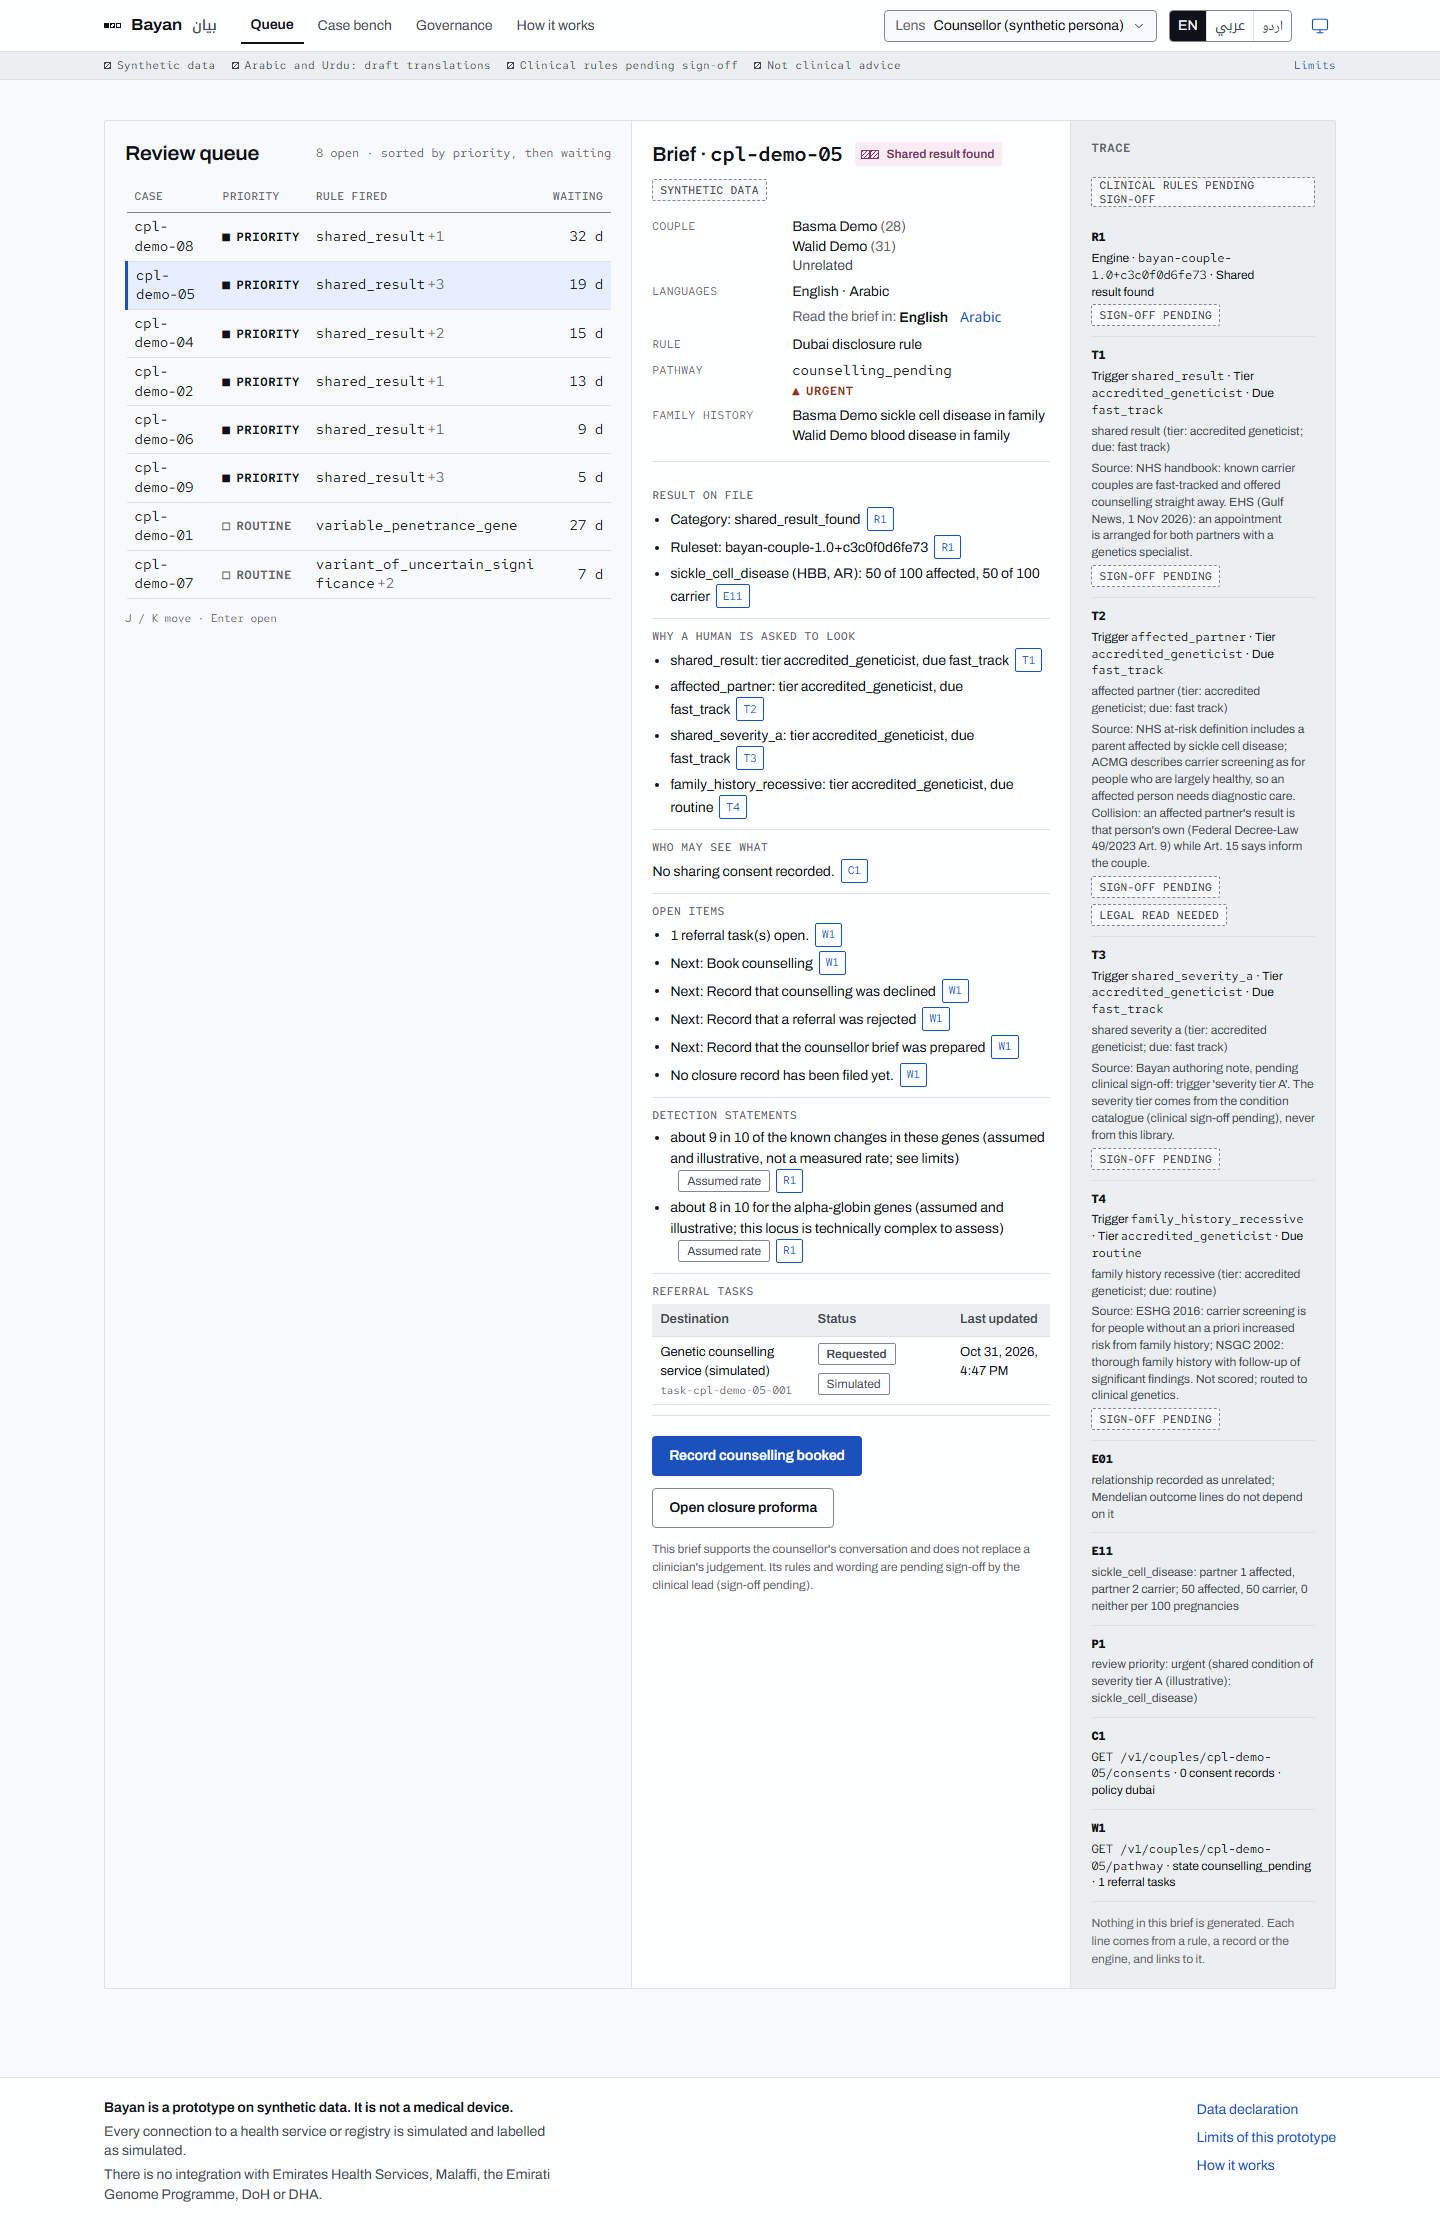 Bayan بيان Queue Case bench Governance How it works Lens Counsellor (synthetic persona) EN عربي اردو
Synthetic data Arabic and Urdu: draft translations Clinical rules pending sign-off Not clinical advice Limits
Review queue 8 open · sorted by priority, then waiting
CASE PRIORITY RULE FIRED WAITING
cpl-
demo-08 PRIORITY shared_result +1 32 d
cpl-
demo-05 PRIORITY shared_result +3 19 d
cpl-
demo-04 PRIORITY shared_result +2 15 d
cpl-
demo-02 PRIORITY shared_result +1 13 d
cpl-
demo-06 PRIORITY shared_result +1 9 d
cpl-
demo-09 PRIORITY shared_result +3 5 d
cpl-
demo-01 ROUTINE variable_penetrance_gene 27 d
cpl-
demo-07 ROUTINE variant_of_uncertain_signi
ficance +2 7 d
J / K move · Enter open
Brief · cpl-demo-05 Shared result found
SYNTHETIC DATA
COUPLE Basma Demo (28)
Walid Demo (31)
Unrelated
LANGUAGES English · Arabic
Read the brief in: English Arabic
RULE Dubai disclosure rule
PATHWAY counselling_pending
▲ URGENT
FAMILY HISTORY Basma Demo sickle cell disease in family
Walid Demo blood disease in family
RESULT ON FILE
• Category: shared_result_found R1
• Ruleset: bayan-couple-1.0+c3c0f0d6fe73 R1
• sickle_cell_disease (HBB, AR): 50 of 100 affected, 50 of 100
carrier E11
WHY A HUMAN IS ASKED TO LOOK
• shared_result: tier accredited_geneticist, due fast_track T1
• affected_partner: tier accredited_geneticist, due
fast_track T2
• shared_severity_a: tier accredited_geneticist, due
fast_track T3
• family_history_recessive: tier accredited_geneticist, due
routine T4
WHO MAY SEE WHAT
No sharing consent recorded. C1
OPEN ITEMS
• 1 referral task(s) open. W1
• Next: Book counselling W1
• Next: Record that counselling was declined W1
• Next: Record that a referral was rejected W1
• Next: Record that the counsellor brief was prepared W1
• No closure record has been filed yet. W1
DETECTION STATEMENTS
• about 9 in 10 of the known changes in these genes (assumed
and illustrative, not a measured rate; see limits)
Assumed rate R1
• about 8 in 10 for the alpha-globin genes (assumed and
illustrative; this locus is technically complex to assess)
Assumed rate R1
REFERRAL TASKS
Destination Status Last updated
Genetic counselling
service (simulated)
task-cpl-demo-05-001
Requested
Simulated
Oct 31, 2026,
4:47 PM
Record counselling booked
Open closure proforma
This brief supports the counsellor's conversation and does not replace a
clinician's judgement. Its rules and wording are pending sign-off by the
clinical lead (sign-off pending).
TRACE
CLINICAL RULES PENDING
SIGN-OFF
R1
Engine · bayan-couple-
1.0+c3c0f0d6fe73 · Shared
result found
SIGN-OFF PENDING
T1
Trigger shared_result · Tier
accredited_geneticist · Due
fast_track
shared result (tier: accredited geneticist;
due: fast track)
Source: NHS handbook: known carrier
couples are fast-tracked and offered
counselling straight away. EHS (Gulf
News, 1 Nov 2026): an appointment
is arranged for both partners with a
genetics specialist.
SIGN-OFF PENDING
T2
Trigger affected_partner · Tier
accredited_geneticist · Due
fast_track
affected partner (tier: accredited
geneticist; due: fast track)
Source: NHS at-risk definition includes a
parent affected by sickle cell disease;
ACMG describes carrier screening as for
people who are largely healthy, so an
affected person needs diagnostic care.
Collision: an affected partner's result is
that person's own (Federal Decree-Law
49/2023 Art. 9) while Art. 15 says inform
the couple.
SIGN-OFF PENDING
LEGAL READ NEEDED
T3
Trigger shared_severity_a · Tier
accredited_geneticist · Due
fast_track
shared severity a (tier: accredited
geneticist; due: fast track)
Source: Bayan authoring note, pending
clinical sign-off: trigger 'severity tier A'. The
severity tier comes from the condition
catalogue (clinical sign-off pending), never
from this library.
SIGN-OFF PENDING
T4
Trigger family_history_recessive
· Tier accredited_geneticist · Due
routine
family history recessive (tier: accredited
geneticist; due: routine)
Source: ESHG 2016: carrier screening is
for people without an a priori increased
risk from family history; NSGC 2002:
thorough family history with follow-up of
significant findings. Not scored; routed to
clinical genetics.
SIGN-OFF PENDING
E01
relationship recorded as unrelated;
Mendelian outcome lines do not depend
on it
E11
sickle_cell_disease: partner 1 affected,
partner 2 carrier; 50 affected, 50 carrier, 0
neither per 100 pregnancies
P1
review priority: urgent (shared condition of
severity tier A (illustrative):
sickle_cell_disease)
C1
GET /v1/couples/cpl-demo-
05/consents · 0 consent records ·
policy dubai
W1
GET /v1/couples/cpl-demo-
05/pathway · state counselling_pending
· 1 referral tasks
Nothing in this brief is generated. Each
line comes from a rule, a record or the
engine, and links to it.
Bayan is a prototype on synthetic data. It is not a medical device.
Every connection to a health service or registry is simulated and labelled
as simulated.
There is no integration with Emirates Health Services, Malaffi, the Emirati
Genome Programme, DoH or DHA.
Data declaration
Limits of this prototype
How it works